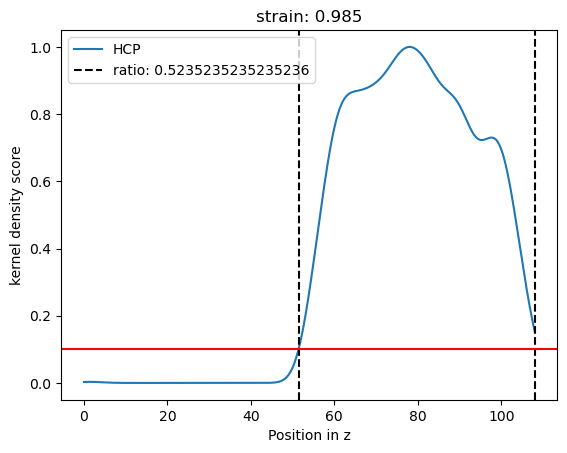 strain: 0.985
HCP
ratio: 0.5235235235235236
kernel density score
1.0
0.8
0.6
0.4
0.2
0.0
0 20 40 60 80 100
Position in z